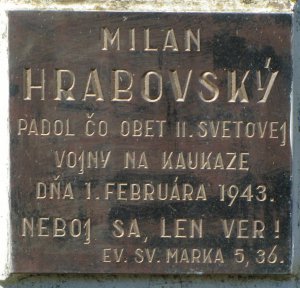 MILAN
HRABOVSKÝ
PADOL ČO OBET II. SVETOVEJ
VOJNY NA KAUKAZE
DŇA 1. FEBRUÁRA 1943.
NEBOJ SA, LEN VER!
EV. SV. MARKA 5, 36.